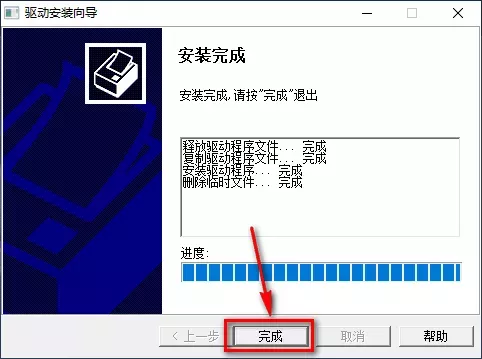 驱动安装向导
安装完成
安装完成,请按"完成"退出
释放驱动程序文件... 完成
复制驱动程序文件... 完成
安装驱动程序... 完成
删除临时文件... 完成
进度:
< 上一步
完成
取消
帮助